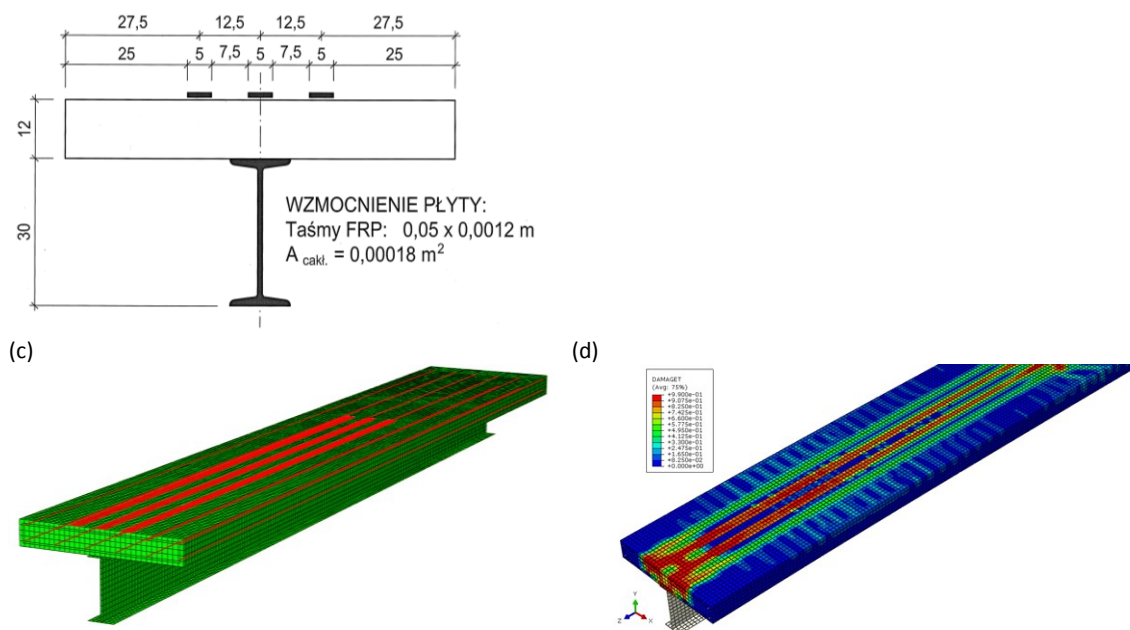 27,5 12,5 12,5 27,5
25 5 7,5 5 7,5 5 25
12
30
WZMOCNIENIE PŁYTY:
Taśmy FRP: 0,05 x 0,0012 m
A cakł. = 0,00018 m²
(c) (d)
DAMAGET
(Avg: 75%)
+9.900e-01
+9.075e-01
+8.250e-01
+7.425e-01
+6.600e-01
+5.775e-01
+4.950e-01
+4.125e-01
+3.300e-01
+2.475e-01
+1.650e-01
+8.250e-02
+0.000e+00
Y
Z X